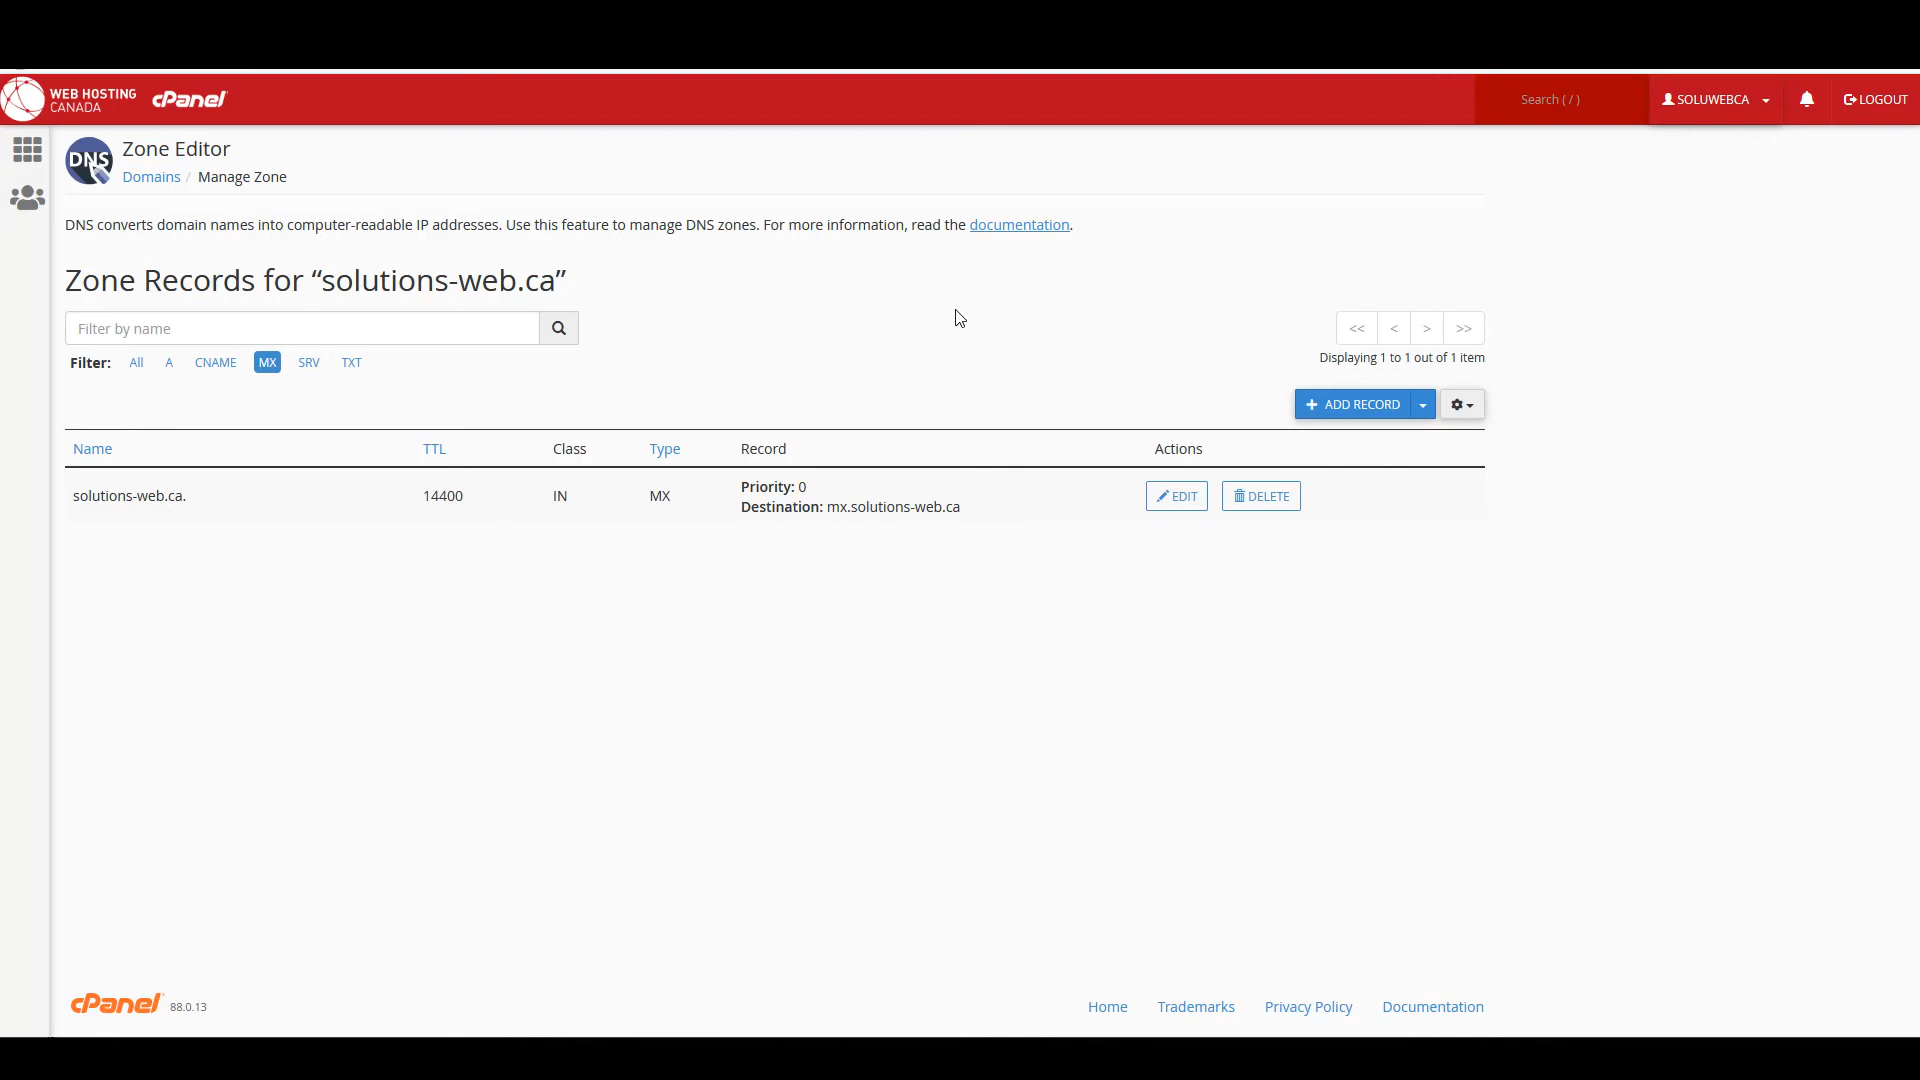 WEB HOSTING
CANADA
cPanel
Search ( / )
SOLUWEBCA
LOGOUT
DNS
Zone Editor
Domains / Manage Zone
DNS converts domain names into computer-readable IP addresses. Use this feature to manage DNS zones. For more information, read the documentation.
Zone Records for “solutions-web.ca”
Filter by name
<< < > >>
Filter: All A CNAME MX SRV TXT
Displaying 1 to 1 out of 1 item
+ ADD RECORD
Name TTL Class Type Record Actions
solutions-web.ca. 14400 IN MX
Priority: 0
Destination: mx.solutions-web.ca
EDIT DELETE
cPanel 88.0.13
Home Trademarks Privacy Policy Documentation